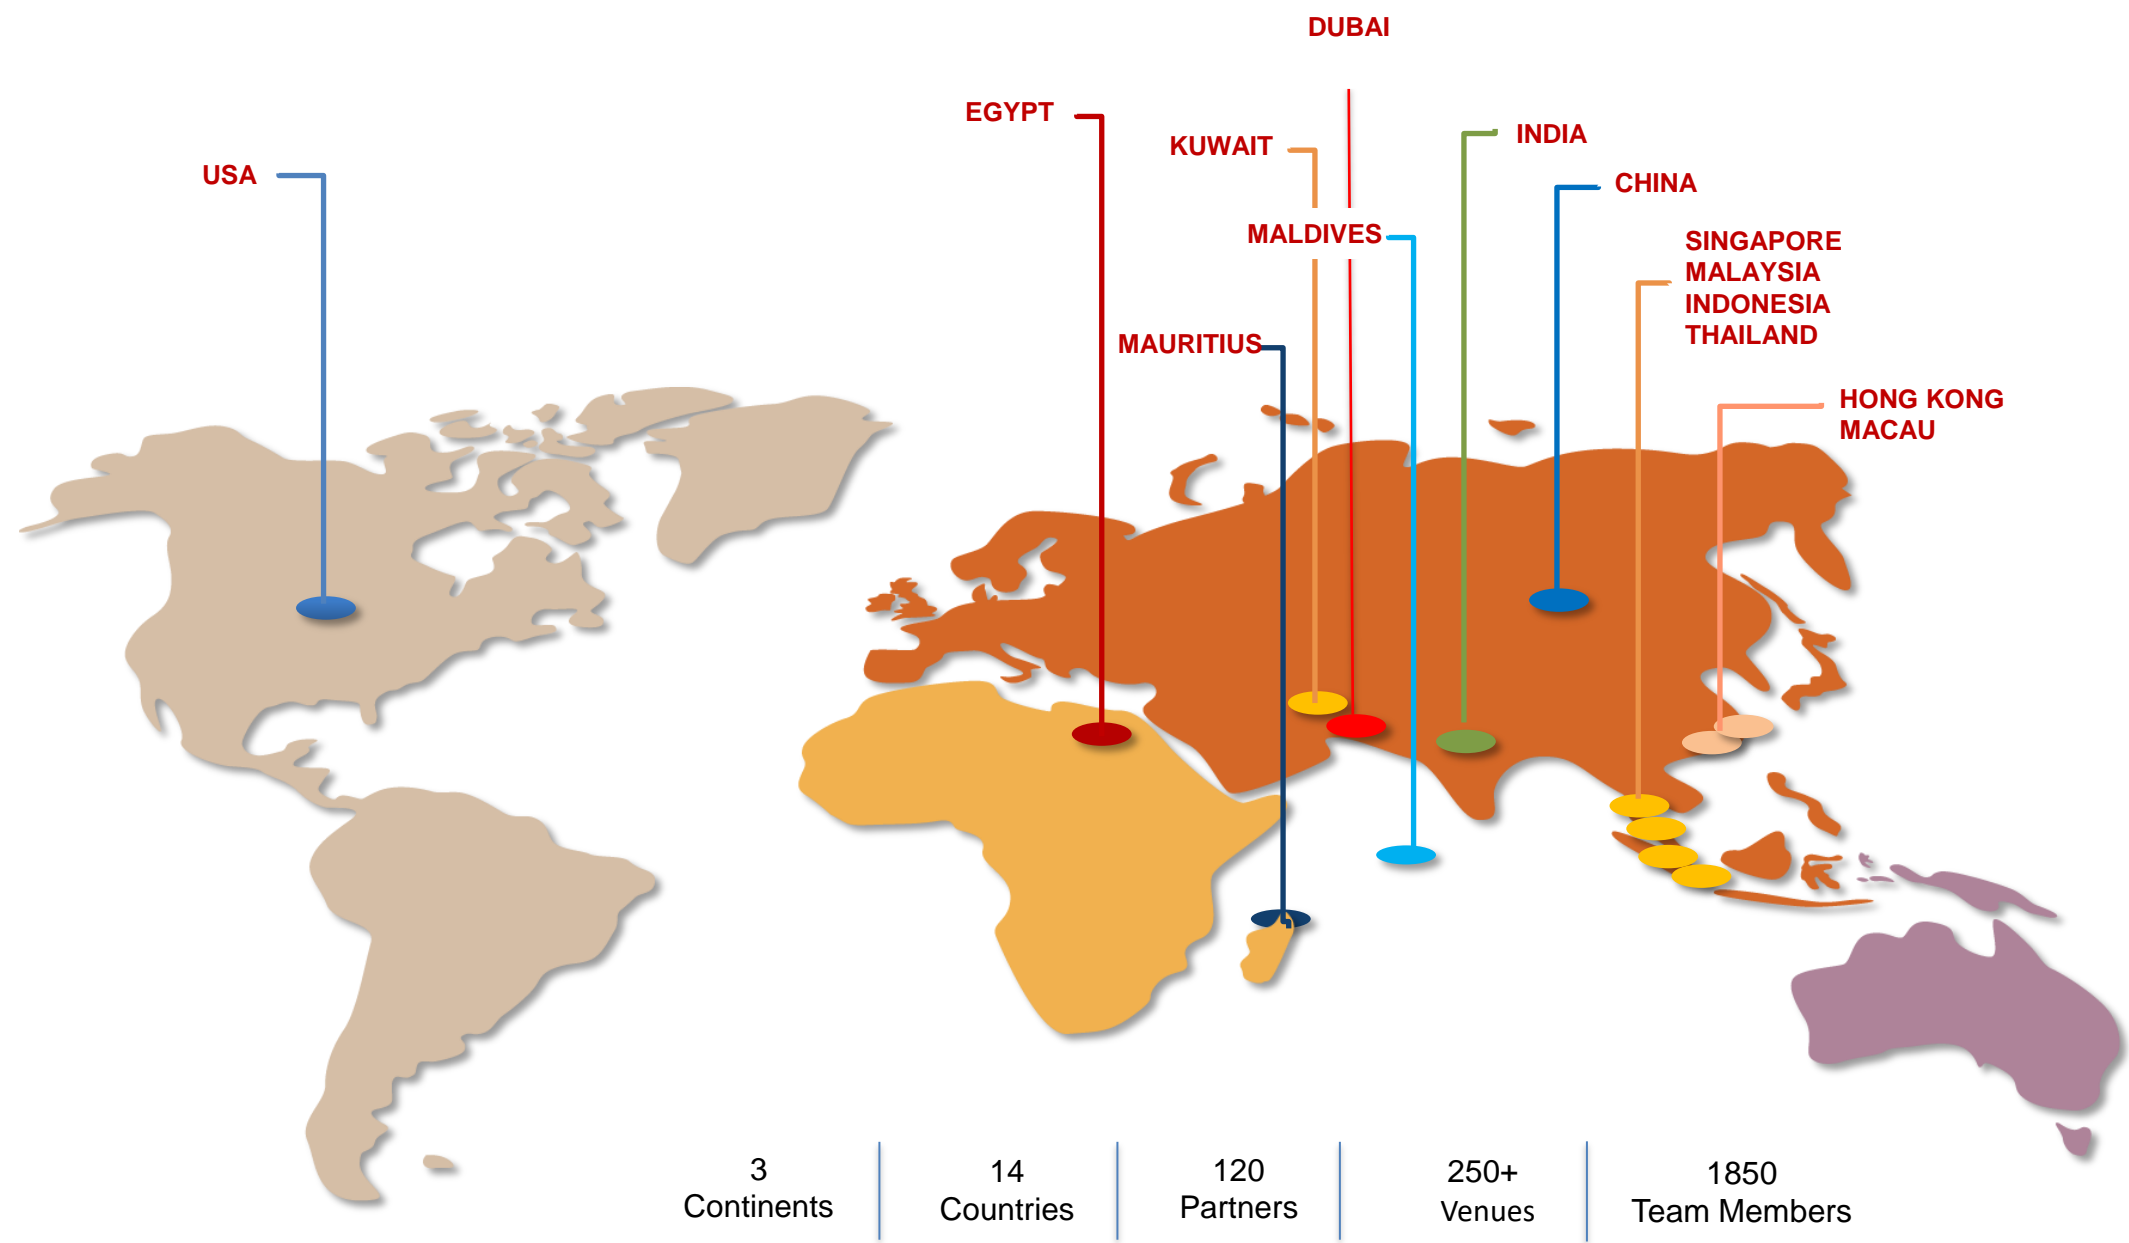 DUBAI
EGYPT
KUWAIT
INDIA
USA
CHINA
MALDIVES
SINGAPORE
MALAYSIA
INDONESIA
THAILAND
MAURITIUS
HONG KONG
MACAU
3
Continents
14
Countries
120
Partners
250+
Venues
1850
Team Members